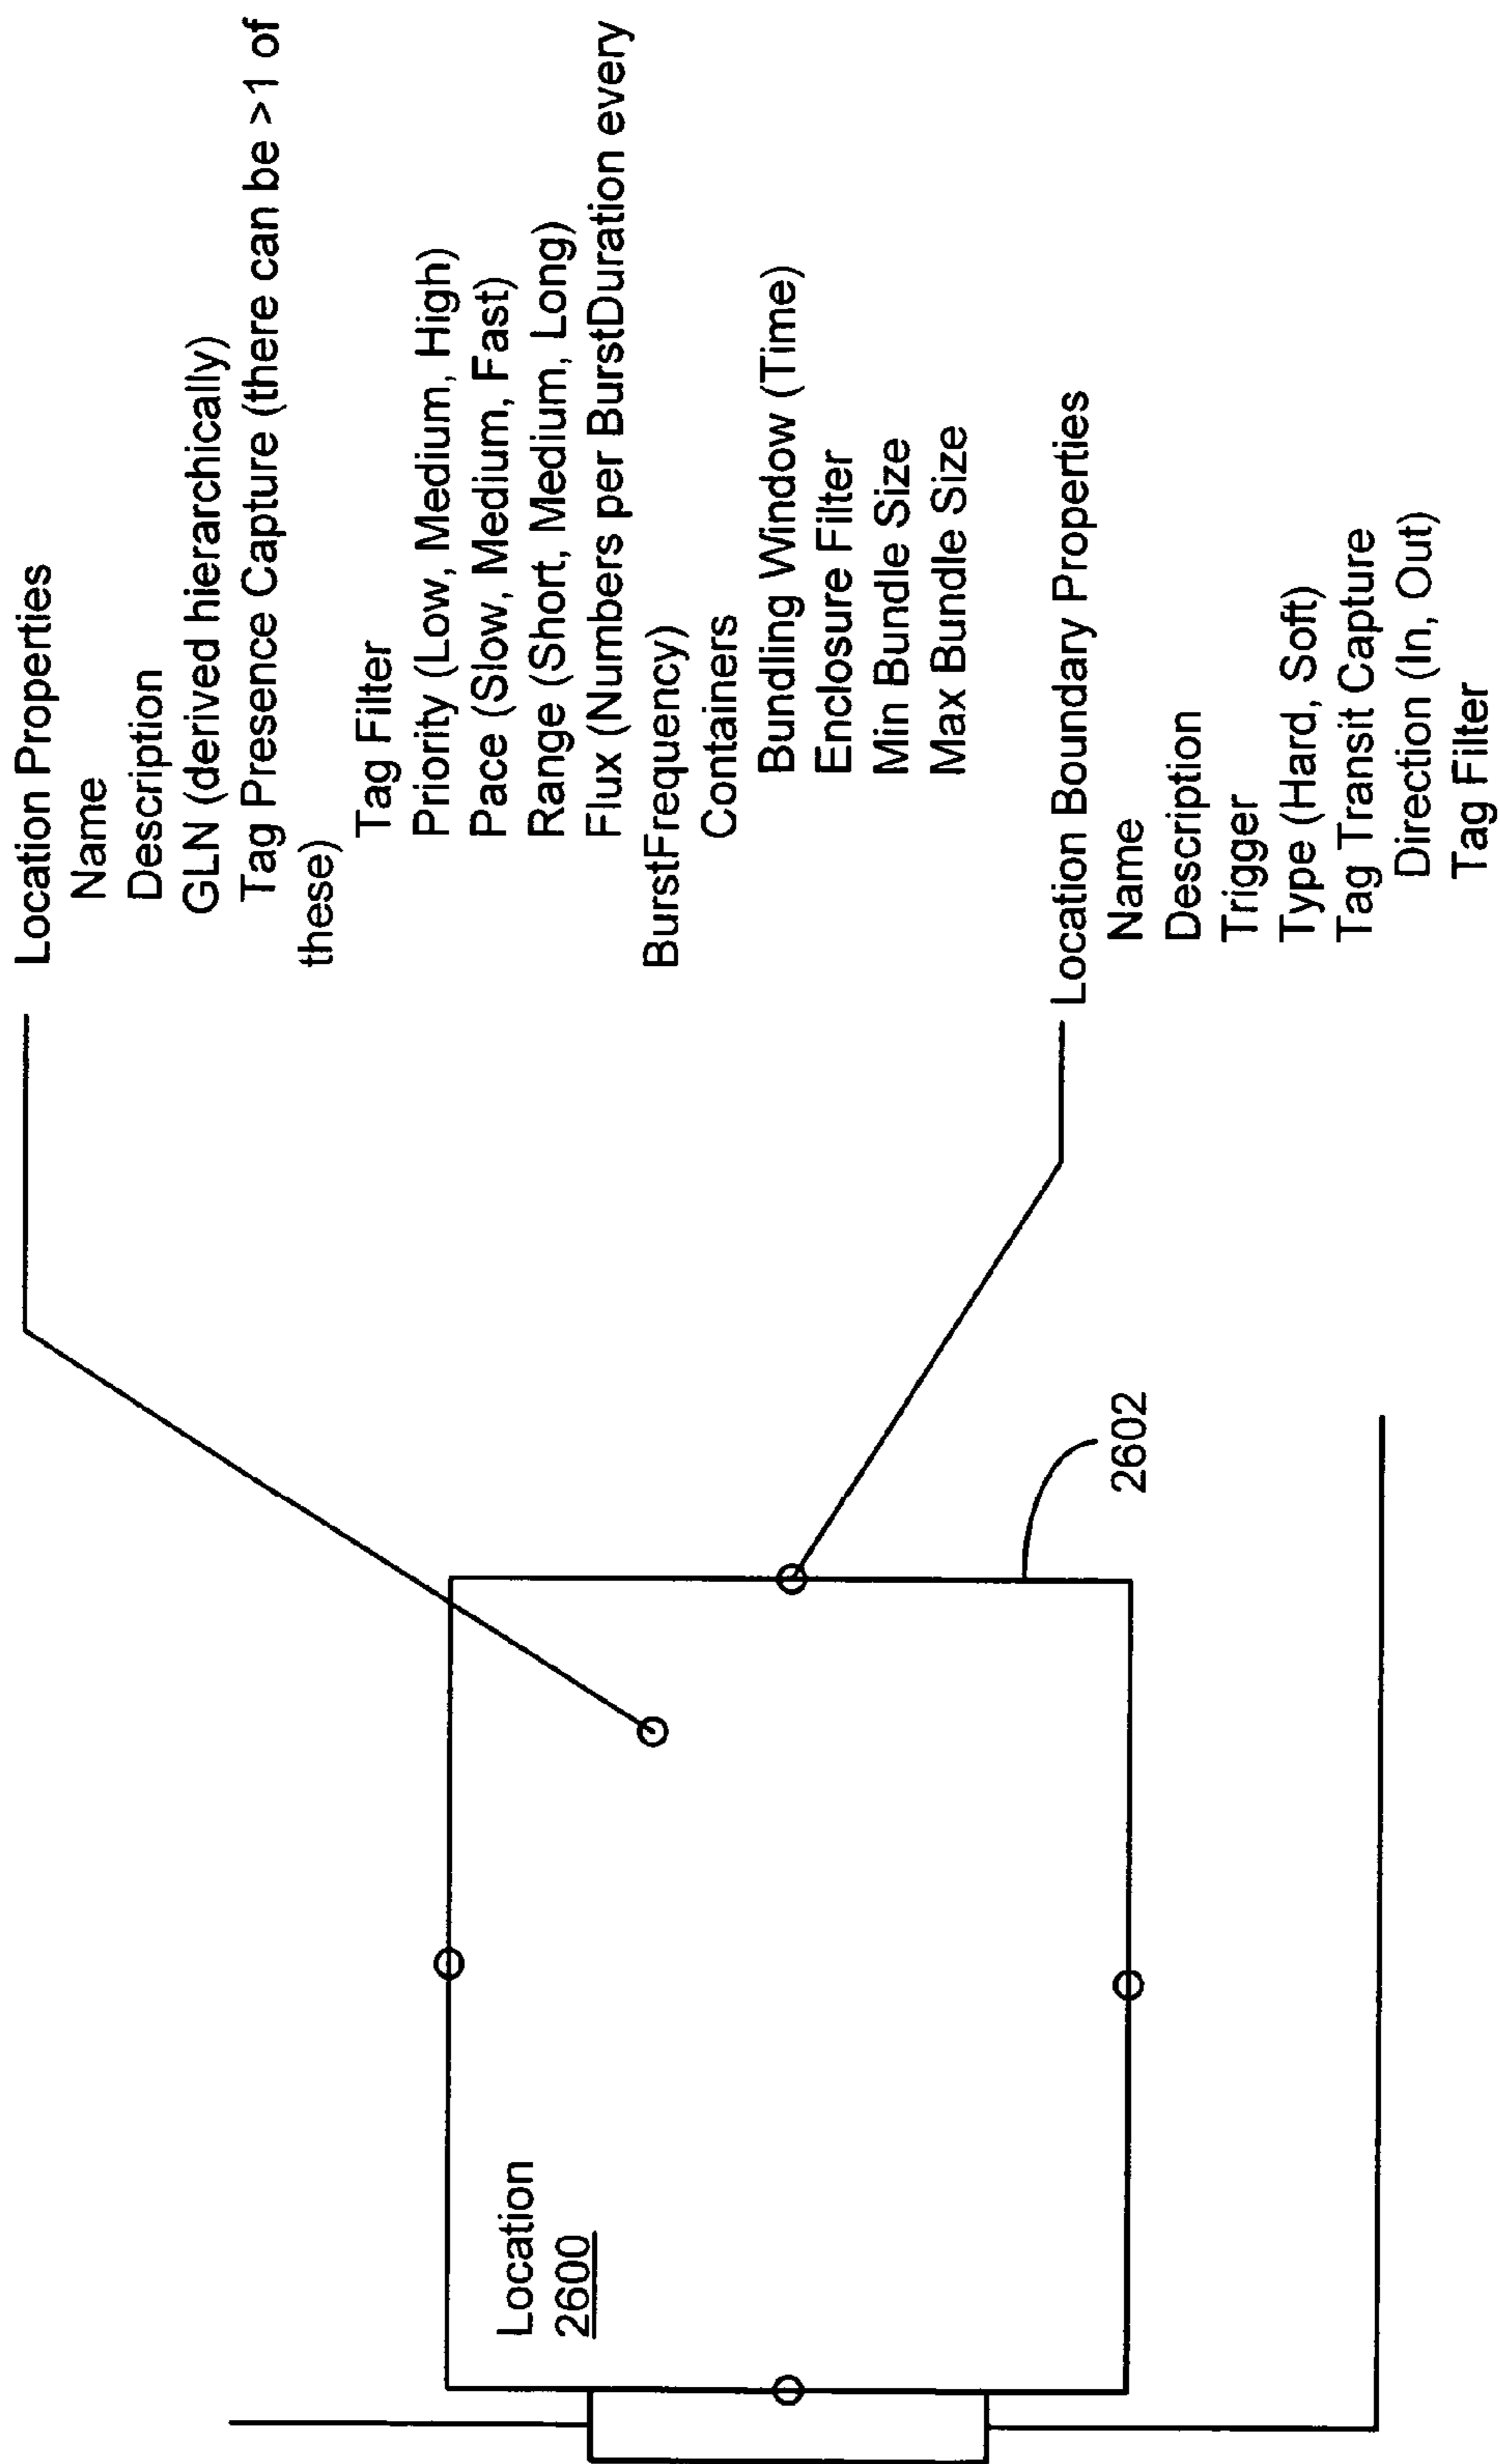 Location Properties
Name
Description
GLN (derived hierarchically)
Tag Presence Capture (there can be >1 of
these)
Tag Filter
Priority (Low, Medium, High)
Pace (Slow, Medium, Fast)
Range (Short, Medium, Long)
Flux (Numbers per BurstDuration every
BurstFrequency)
Containers
Bundling Window (Time)
Enclosure Filter
Min Bundle Size
Max Bundle Size
Location Boundary Properties
Name
Description
Trigger
Type (Hard, Soft)
Tag Transit Capture
Direction (In, Out)
Tag Filter
Location
2600
2602